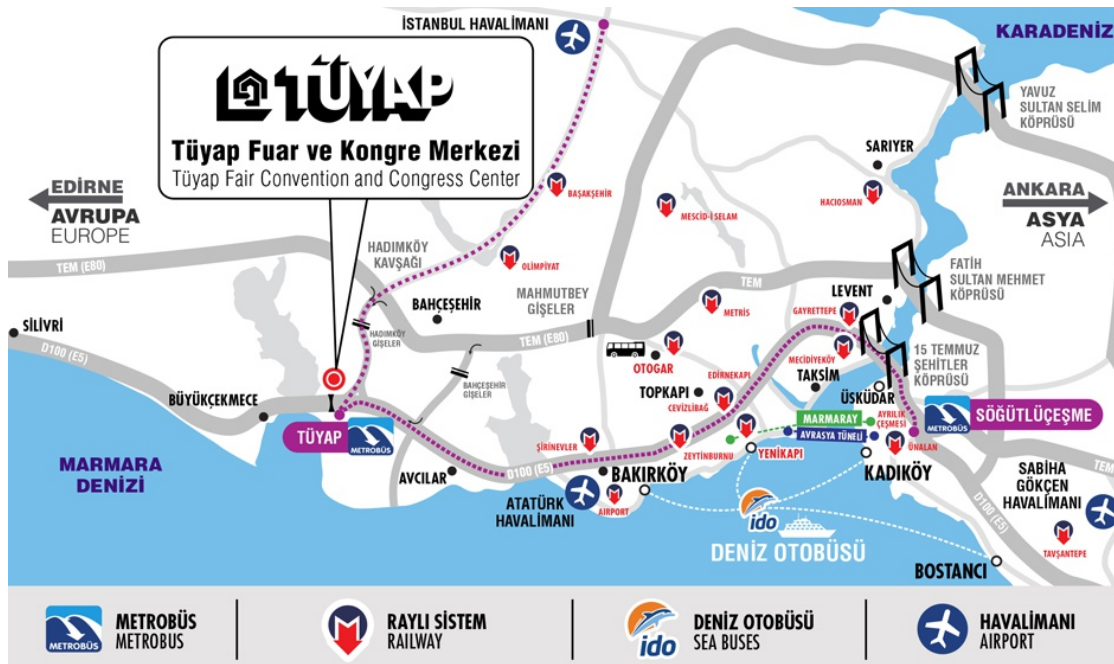 İSTANBUL HAVALİMANI
KARADENİZ
TÜYAP
Tüyap Fuar ve Kongre Merkezi
Tüyap Fair Convention and Congress Center
YAVUZ
SULTAN SELİM
KÖPRÜSÜ
SARIYER
EDİRNE
AVRUPA
EUROPE
BAŞAKŞEHİR
MESCİD-İ SELAM
HACIOSMAN
ANKARA
ASYA
ASIA
HADIMKÖY
KAVŞAĞI
OLİMPİYAT
TEM (E80)
BAHÇEŞEHİR
MAHMUTBEY
GİŞELER
TEM
METRİS
LEVENT
GAYRETTEPE
FATİH
SULTAN MEHMET
KÖPRÜSÜ
SİLİVRİ
D100 (E5)
HADIMKÖY
GİŞELER
TEM (E80)
BAHÇEŞEHİR
GİŞELER
OTOGAR
EDİRNEKAPI
MECİDİYEKÖY
TAKSİM
15 TEMMUZ
ŞEHİTLER
KÖPRÜSÜ
BÜYÜKÇEKMECE
TOPKAPI
CEVİZLİBAĞ
ÜSKÜDAR
MARMARAY
AYRILIK
ÇEŞMESİ
AVRASYA TÜNELİ
METROBÜS
SÖĞÜTLÜÇEŞME
TÜYAP
METROBÜS
ŞİRİNEVLER
ZEYTİNBURNU
YENİKAPI
ÜNALAN
KADIKÖY
MARMARA
DENİZİ
AVCILAR
D100 (E5)
BAKIRKÖY
ATATÜRK
HAVALİMANI
AIRPORT
ido
DENİZ OTOBÜSÜ
D100 (E5)
TEM
SABİHA
GÖKÇEN
HAVALİMANI
TAVŞANTEPE
BOSTANCI
METROBÜS
METROBÜS
METROBUS
RAYLI SİSTEM
RAILWAY
ido
DENİZ OTOBÜSÜ
SEA BUSES
HAVALİMANI
AIRPORT